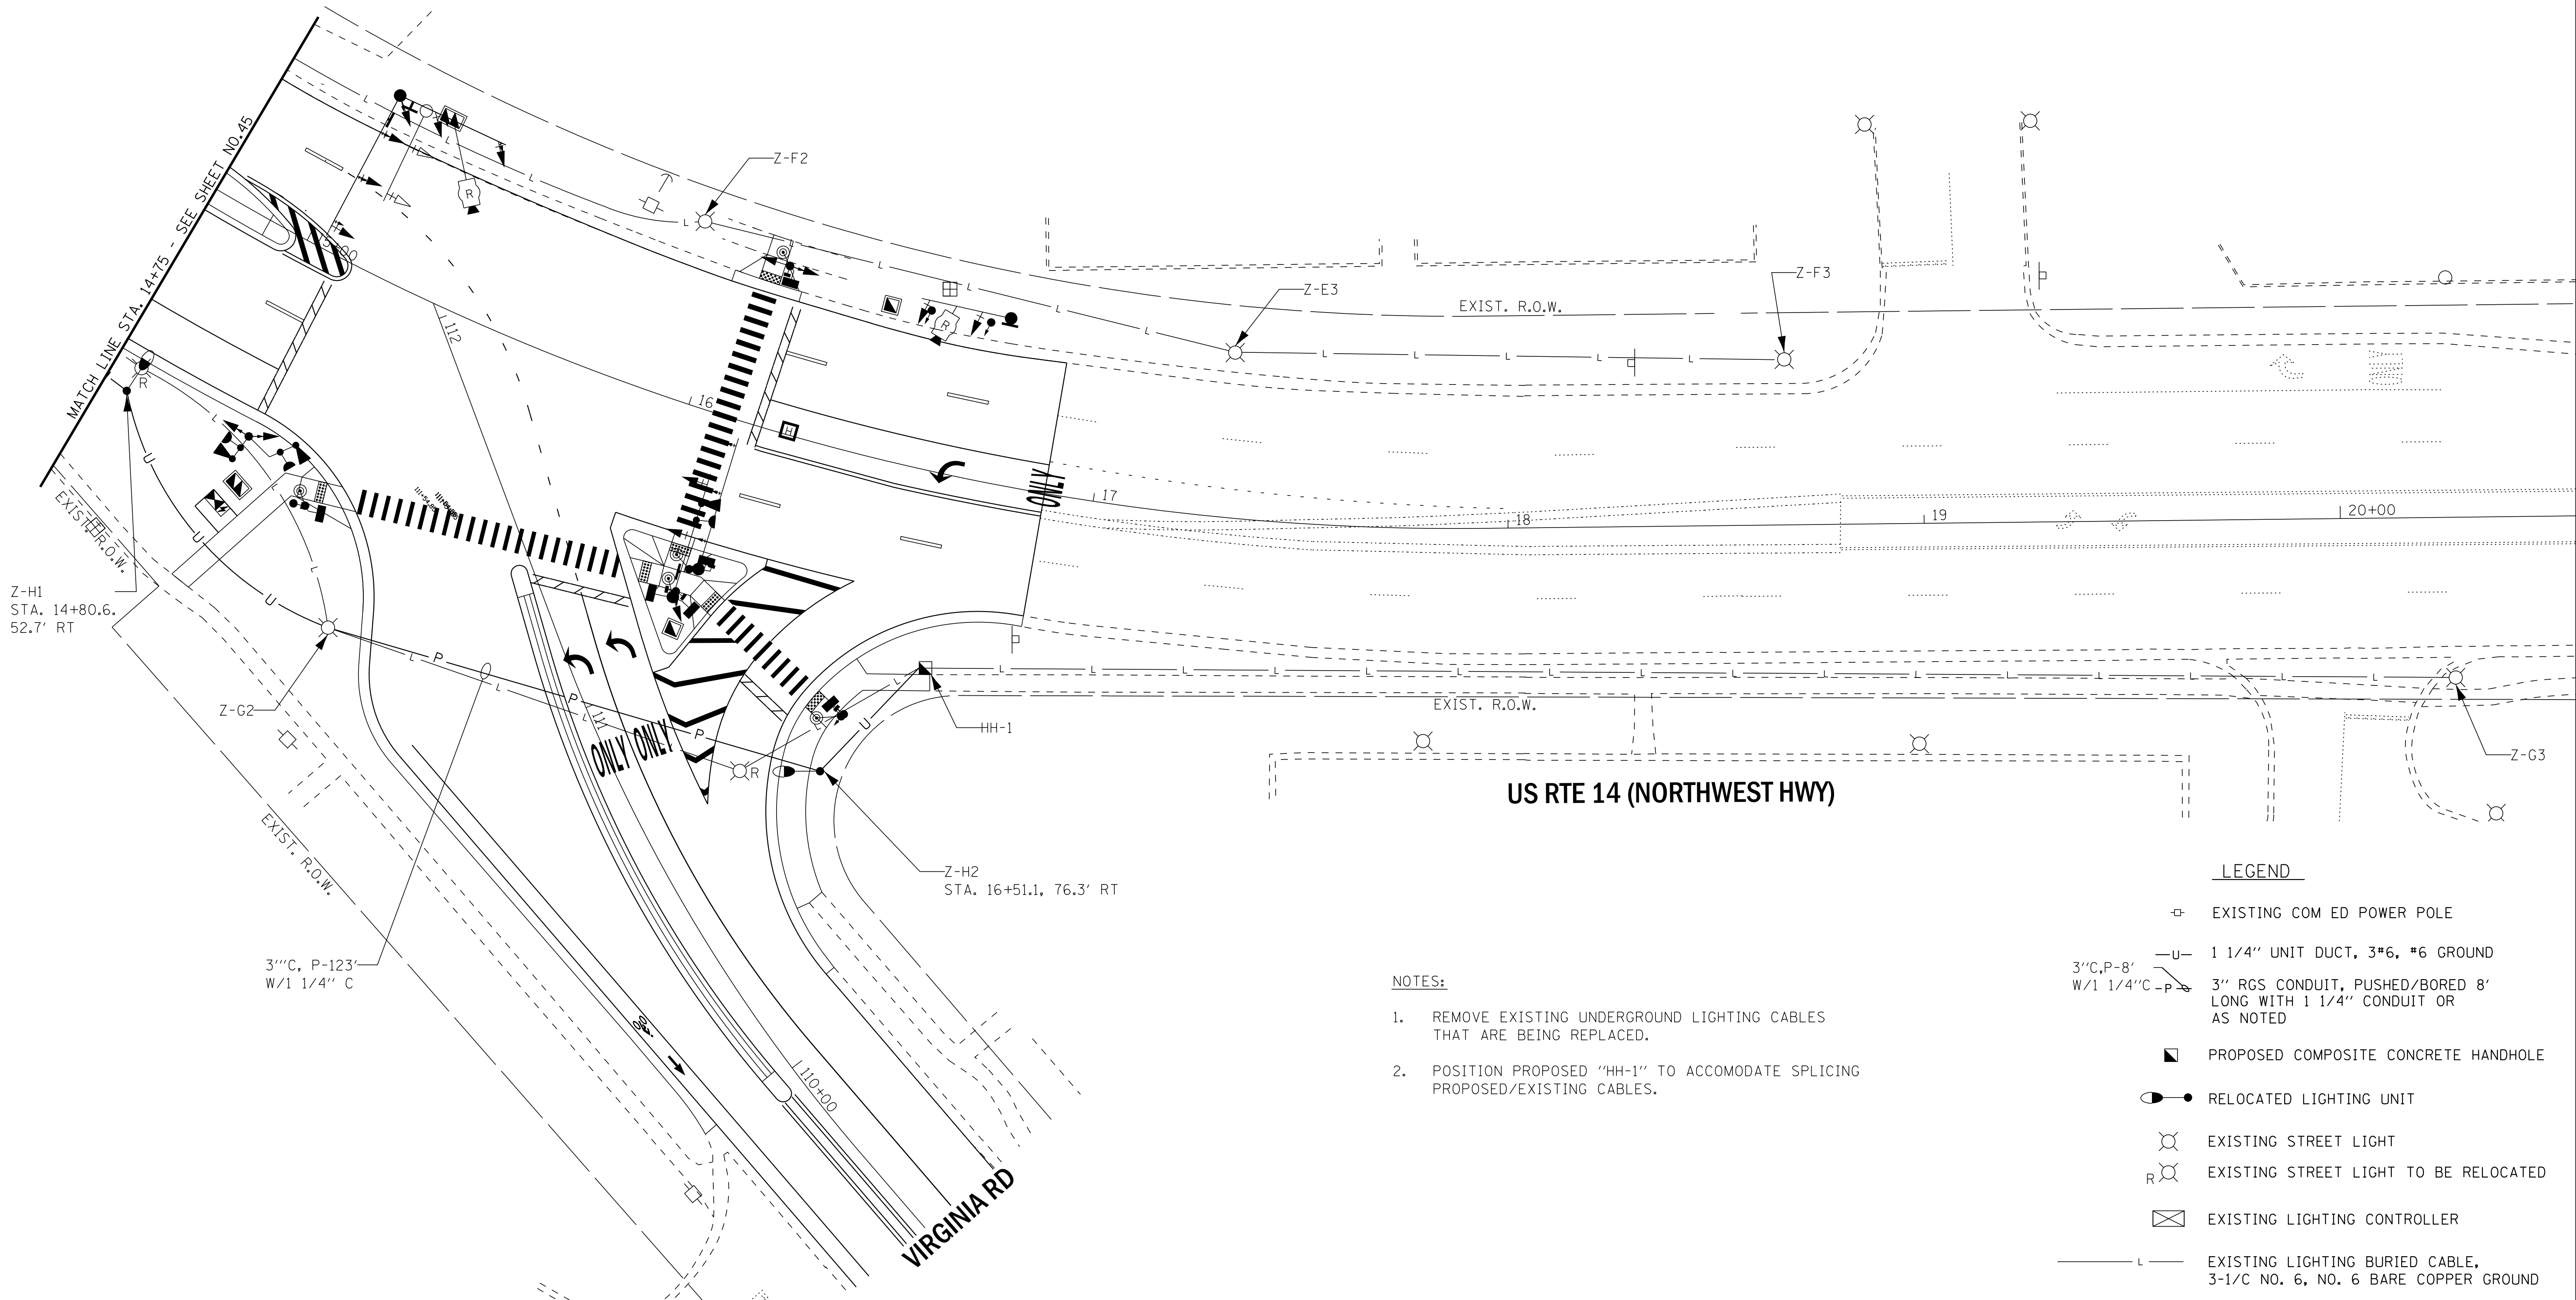 MATCH LINE STA. 14+75 - SEE SHEET NO.45
Z-F2
Z-E3
Z-F3
EXIST. R.O.W.
R
R
112
16
H
ONLY
17
18
19
20+00
EXIST. R.O.W.
R
Z-H1
STA. 14+80.6.
52.7' RT
U
U
U
L
Z-G2
P
P
P
U
111
ONLY ONLY
R
HH-1
EXIST. R.O.W.
Z-G3
US RTE 14 (NORTHWEST HWY)
Z-H2
STA. 16+51.1, 76.3' RT
EXIST. R.O.W.
3'''C, P-123'
W/1 1/4'' C
110+00
VIRGINIA RD
NOTES:
1. REMOVE EXISTING UNDERGROUND LIGHTING CABLES
THAT ARE BEING REPLACED.
2. POSITION PROPOSED ''HH-1'' TO ACCOMODATE SPLICING
PROPOSED/EXISTING CABLES.
LEGEND
EXISTING COM ED POWER POLE
-U- 1 1/4'' UNIT DUCT, 3#6, #6 GROUND
3''C,P-8'
W/1 1/4''C -P- 3'' RGS CONDUIT, PUSHED/BORED 8'
LONG WITH 1 1/4'' CONDUIT OR
AS NOTED
PROPOSED COMPOSITE CONCRETE HANDHOLE
RELOCATED LIGHTING UNIT
EXISTING STREET LIGHT
R EXISTING STREET LIGHT TO BE RELOCATED
EXISTING LIGHTING CONTROLLER
L EXISTING LIGHTING BURIED CABLE,
3-1/C NO. 6, NO. 6 BARE COPPER GROUND